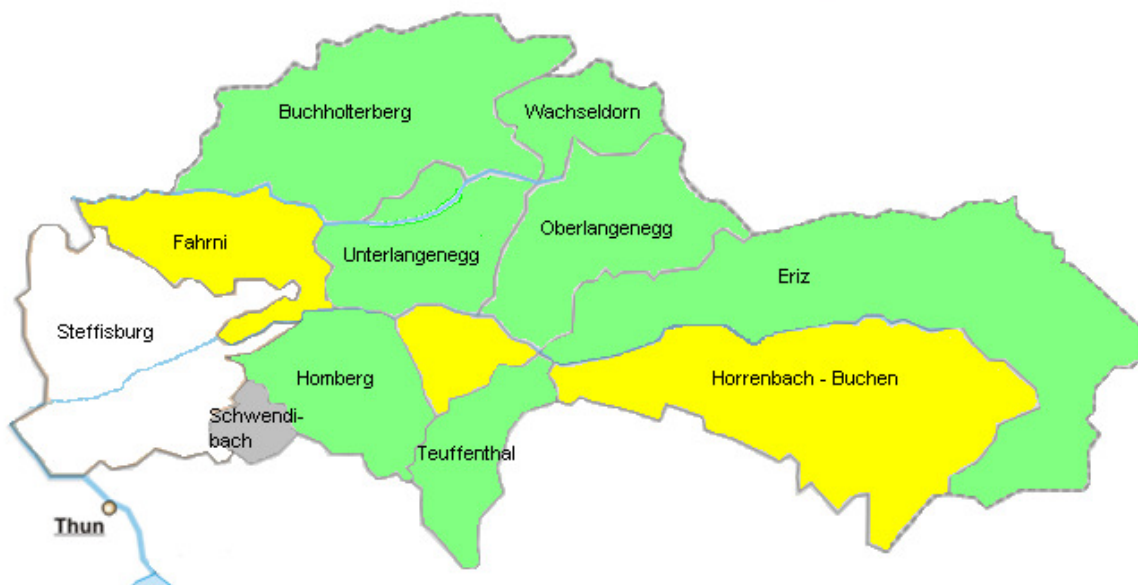 Buchholterberg
Wachseldorn
Fahrni
Unterlangenegg
Oberlangenegg
Eriz
Steffisburg
Homberg
Horrenbach - Buchen
Schwendi-
bach
Teuffenthal
Thun